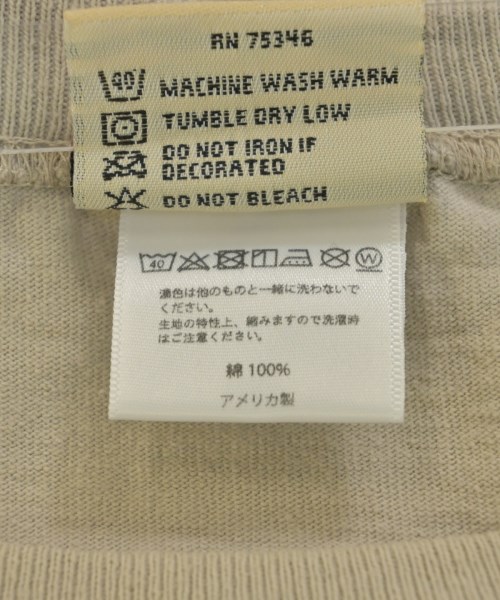 RN 75346
40 MACHINE WASH WARM
TUMBLE DRY LOW
DO NOT IRON IF
DECORATED
DO NOT BLEACH
40 W
濃色は他のものと一緒に洗わないで
ください。
生地の特性上、縮みますので洗濯時
はご注意ください。
綿 100%
アメリカ製